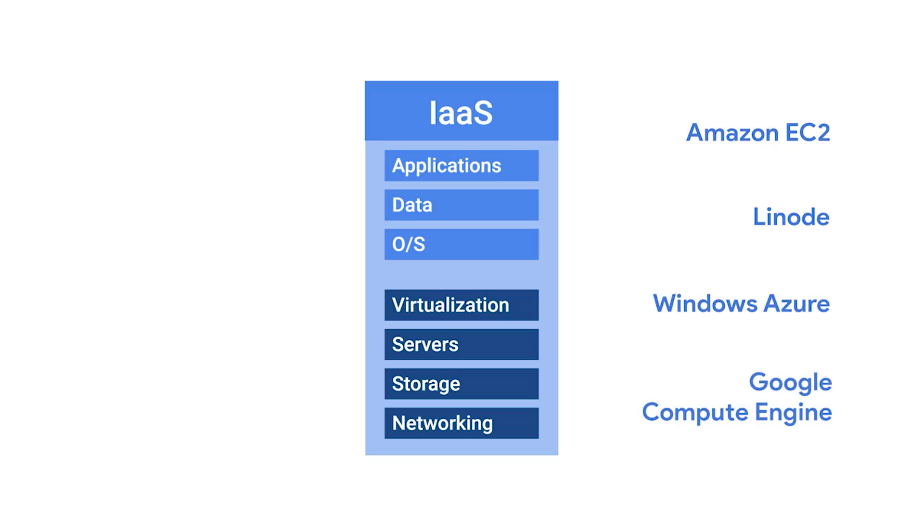 IaaS
Applications
Data
O/S
Virtualization
Servers
Storage
Networking
Amazon EC2
Linode
Windows Azure
Google
Compute Engine